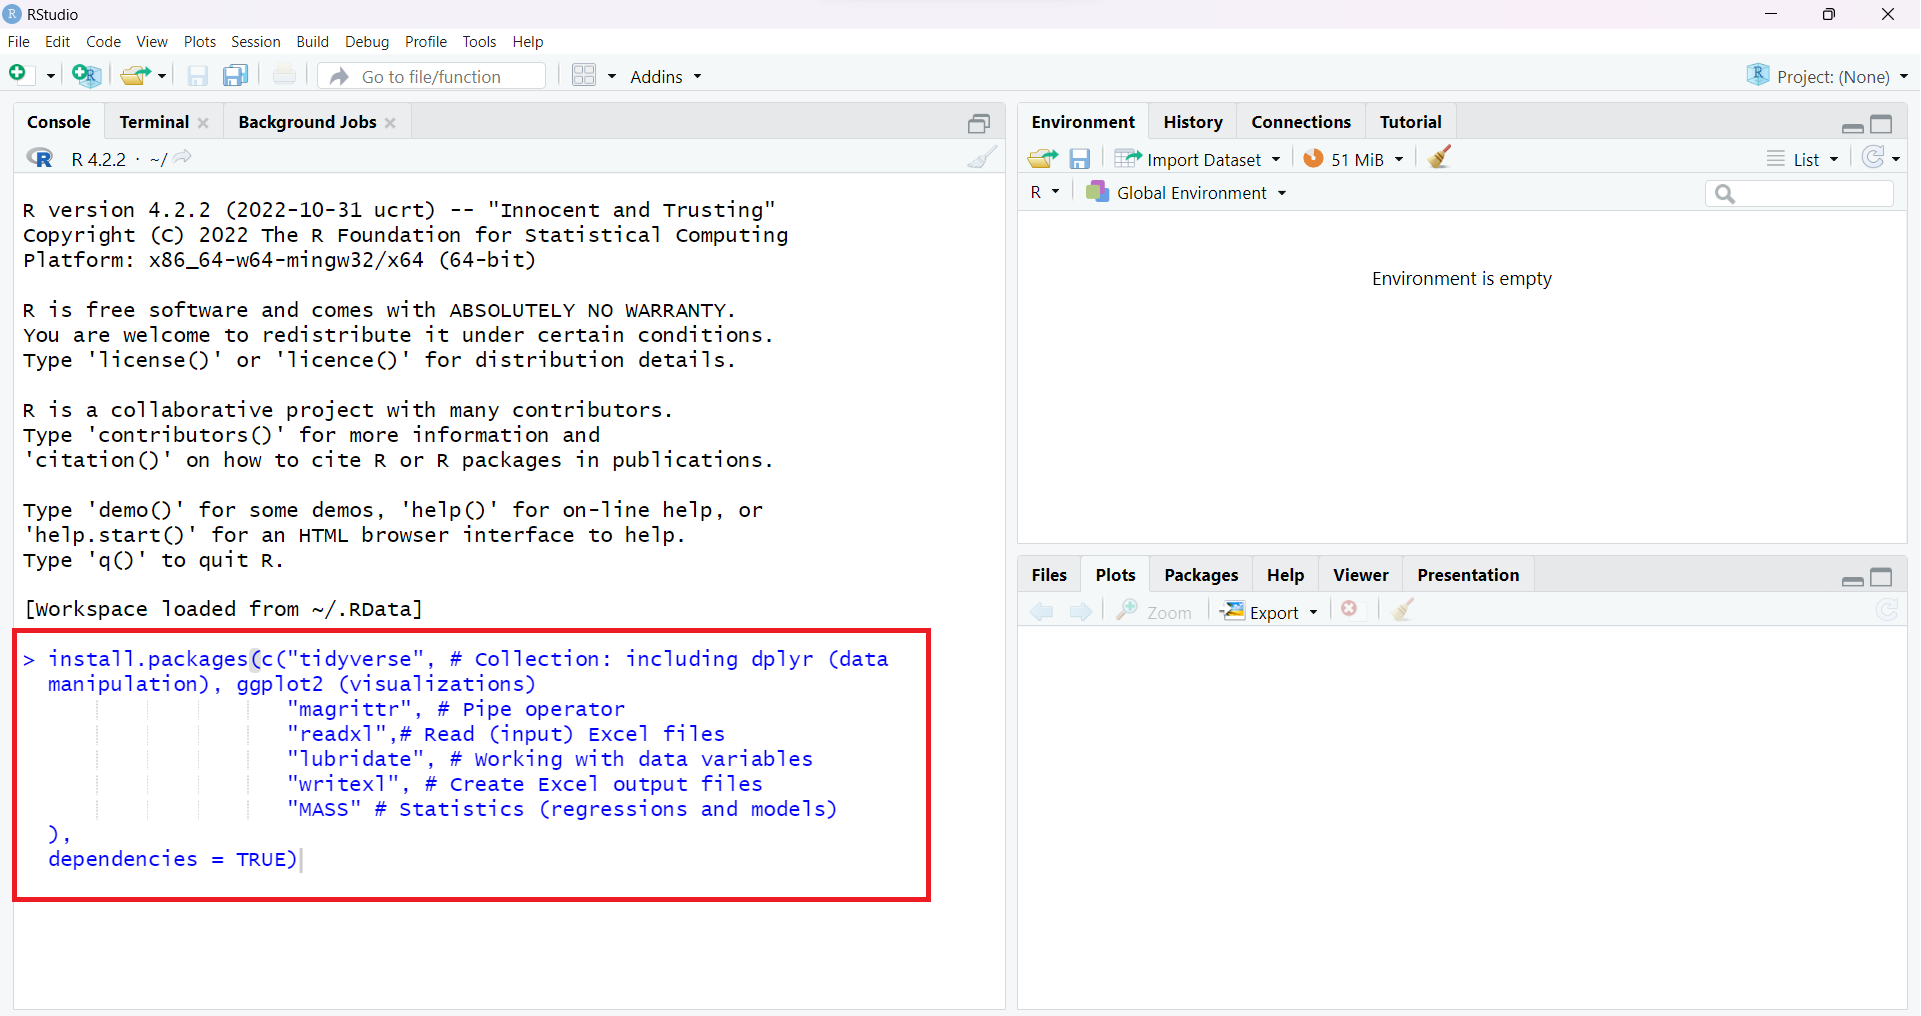 RStudio
File Edit Code View Plots Session Build Debug Profile Tools Help
Go to file/function Addins Project: (None)
Console Terminal Background Jobs
R 4.2.2 · ~/
R version 4.2.2 (2022-10-31 ucrt) -- "Innocent and Trusting"
Copyright (C) 2022 The R Foundation for Statistical Computing
Platform: x86_64-w64-mingw32/x64 (64-bit)
R is free software and comes with ABSOLUTELY NO WARRANTY.
You are welcome to redistribute it under certain conditions.
Type 'license()' or 'licence()' for distribution details.
R is a collaborative project with many contributors.
Type 'contributors()' for more information and
'citation()' on how to cite R or R packages in publications.
Type 'demo()' for some demos, 'help()' for on-line help, or
'help.start()' for an HTML browser interface to help.
Type 'q()' to quit R.
[Workspace loaded from ~/.RData]
> install.packages(c("tidyverse", # Collection: including dplyr (data
manipulation), ggplot2 (visualizations)
"magrittr", # Pipe operator
"readxl",# Read (input) Excel files
"lubridate", # Working with data variables
"writexl", # Create Excel output files
"MASS" # Statistics (regressions and models)
),
dependencies = TRUE)
Environment History Connections Tutorial
Import Dataset 51 MiB List
R Global Environment
Environment is empty
Files Plots Packages Help Viewer Presentation
Zoom Export